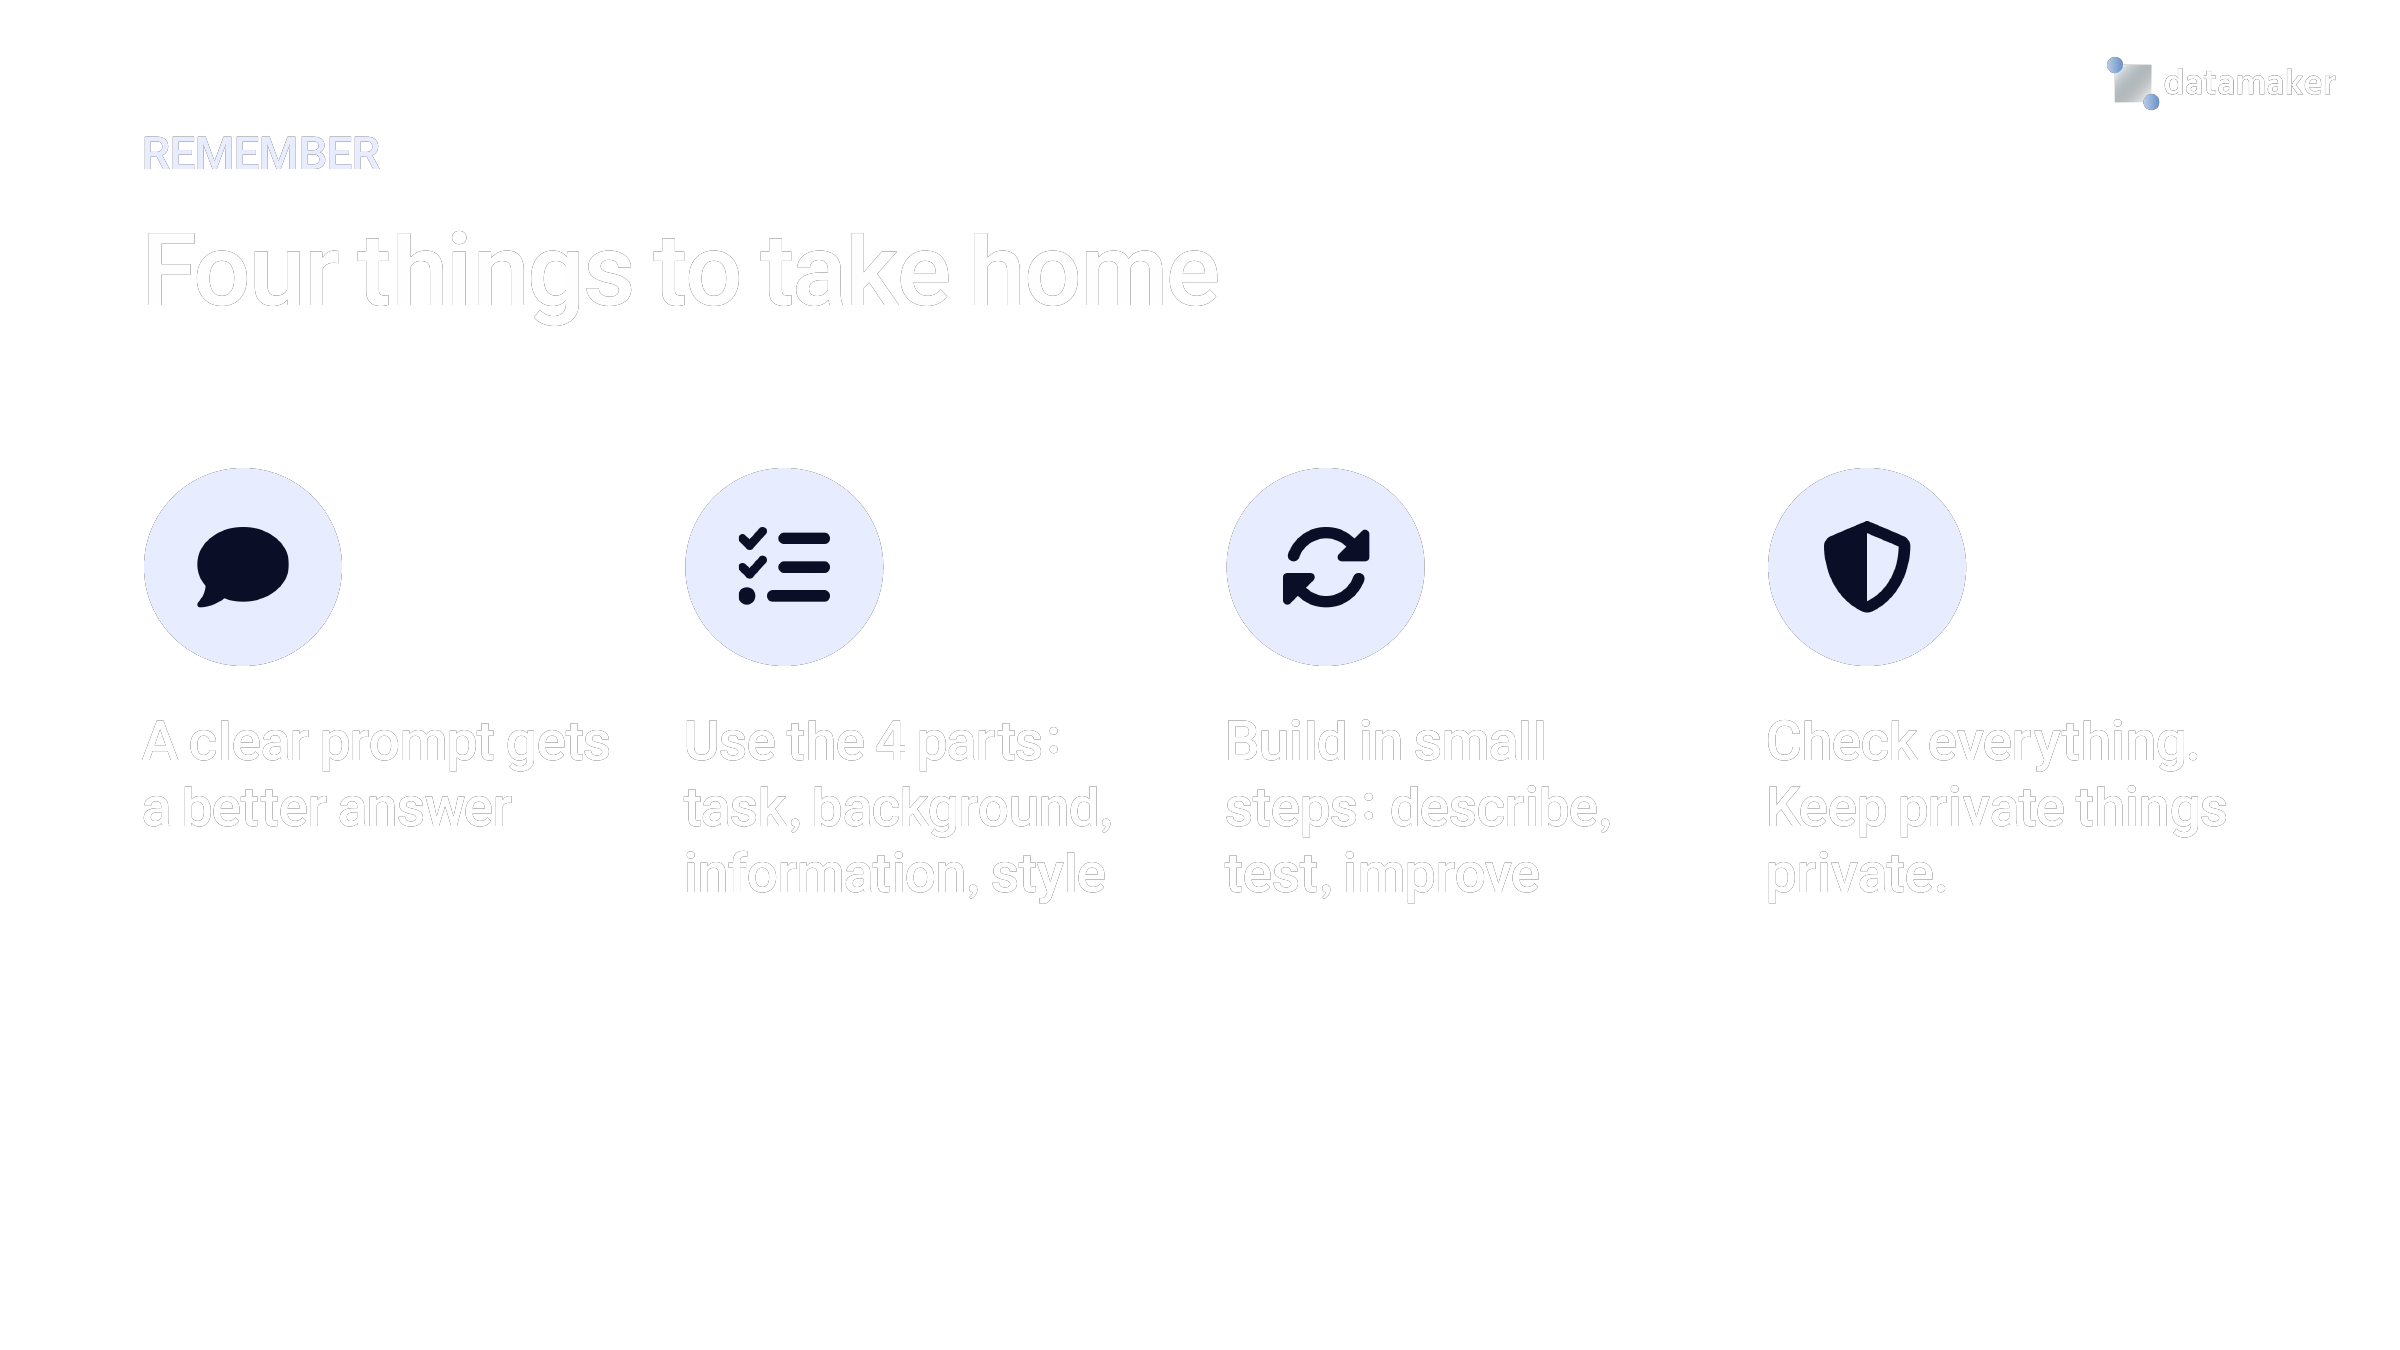 datamaker
REMEMBER
Four things to take home
A clear prompt gets
a better answer
Use the 4 parts:
task, background,
information, style
Build in small
steps: describe,
test, improve
Check everything.
Keep private things
private.